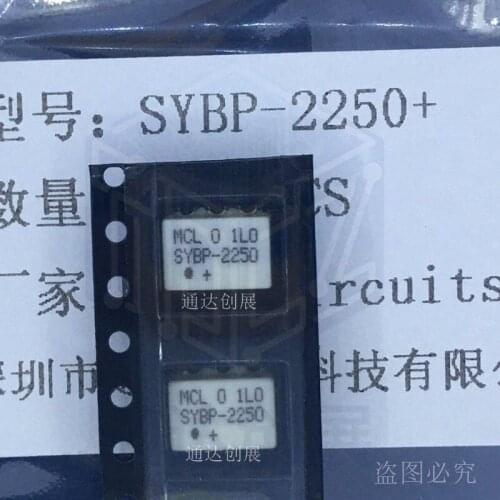 型号: SYBP-2250+
数量
CS
MCL 0 1L0
SYBP-2250
+
通达创展
厂家
ircuits
深圳市
科技有限公
MCL 0 1L0
SYBP-2250
+
通达创展
盗图必究